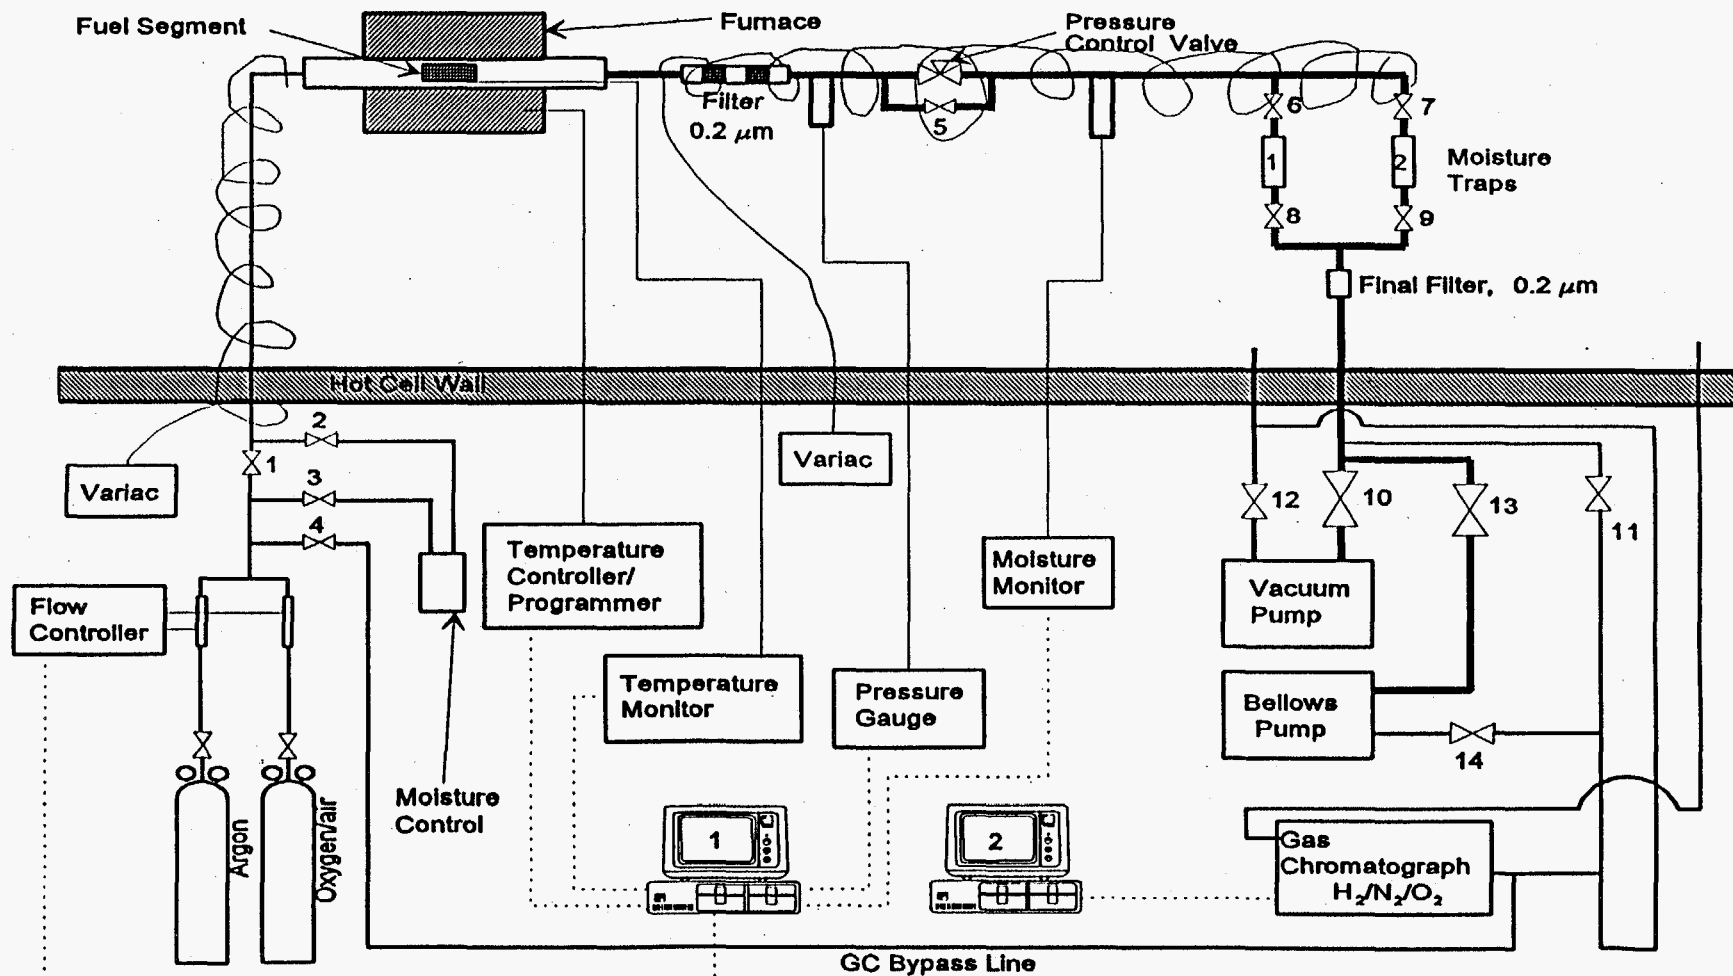 Fuel Segment
Furnace
Pressure
Control Valve
Filter
0.2 μm
5
6
7
1
2
Moisture
Traps
8
9
Final Filter, 0.2 μm
Hot Cell Wall
2
1
3
4
Variac
Variac
12
10
13
11
Flow
Controller
Temperature
Controller/
Programmer
Moisture
Monitor
Vacuum
Pump
Temperature
Monitor
Pressure
Gauge
Bellows
Pump
14
Moisture
Control
Argon
Oxygen/air
1
2
Gas
Chromatograph
H₂/N₂/O₂
GC Bypass Line